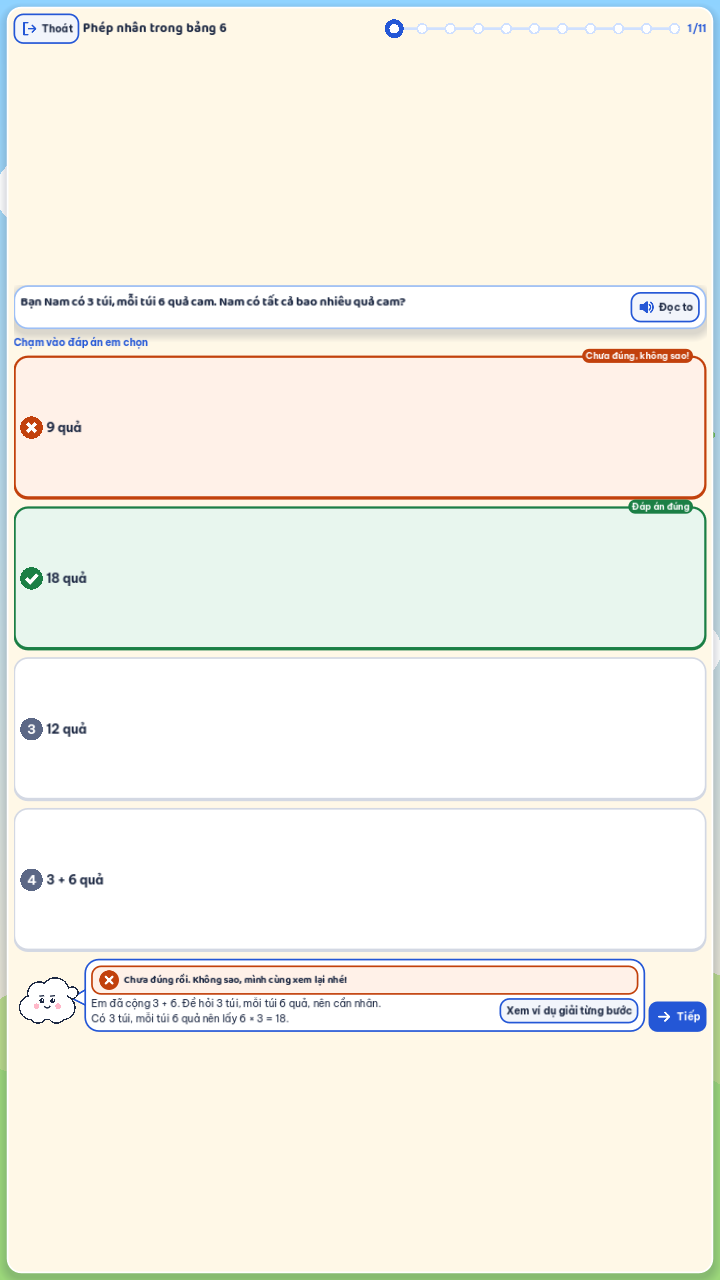 Thoát
Phép nhân trong bảng 6
1/11
Bạn Nam có 3 túi, mỗi túi 6 quả cam. Nam có tất cả bao nhiêu quả cam?
Đọc to
Chạm vào đáp án em chọn
Chưa đúng, không sao!
9 quả
Đáp án đúng
18 quả
3 12 quả
4 3 + 6 quả
Chưa đúng rồi. Không sao, mình cùng xem lại nhé!
Em đã cộng 3 + 6. Đề hỏi 3 túi, mỗi túi 6 quả, nên cần nhân.
Có 3 túi, mỗi túi 6 quả nên lấy 6 × 3 = 18.
Xem ví dụ giải từng bước
Tiếp